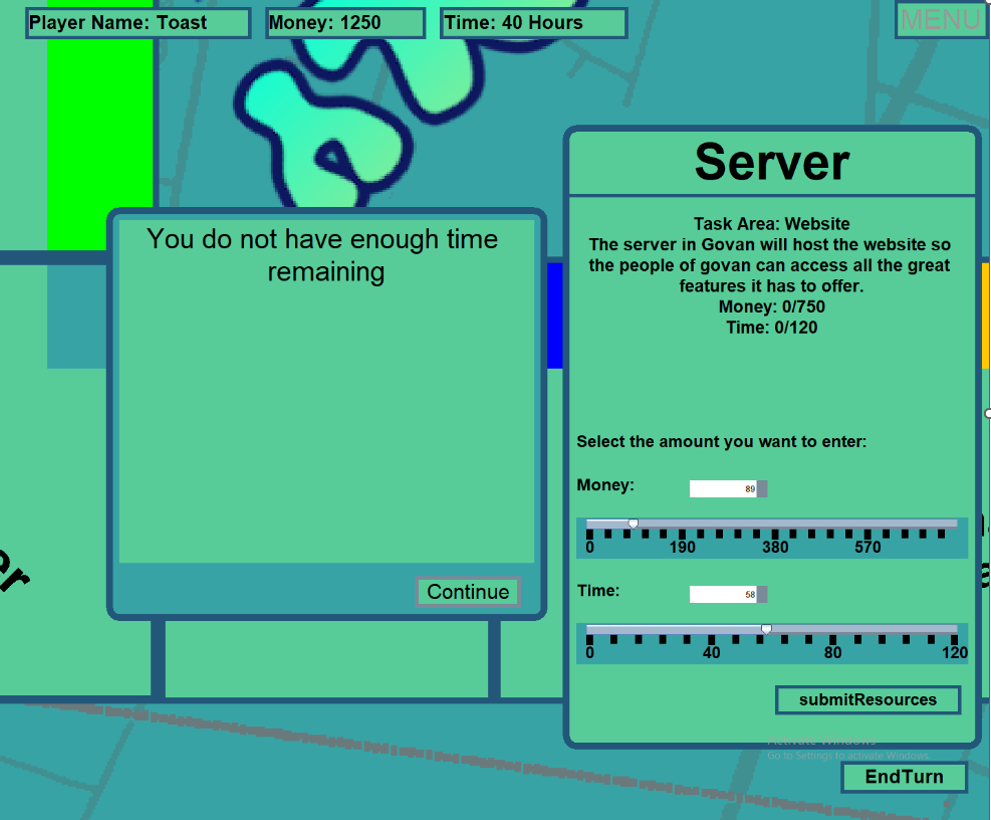 Player Name: Toast
Money: 1250
Time: 40 Hours
MENU
You do not have enough time
remaining
Continue
Server
Task Area: Website
The server in Govan will host the website so
the people of govan can access all the great
features it has to offer.
Money: 0/750
Time: 0/120
Select the amount you want to enter:
Money:
89
0 190 380 570
Time:
58
0 40 80 120
submitResources
Activate Windows
Go to Settings to activate Windows.
EndTurn
er